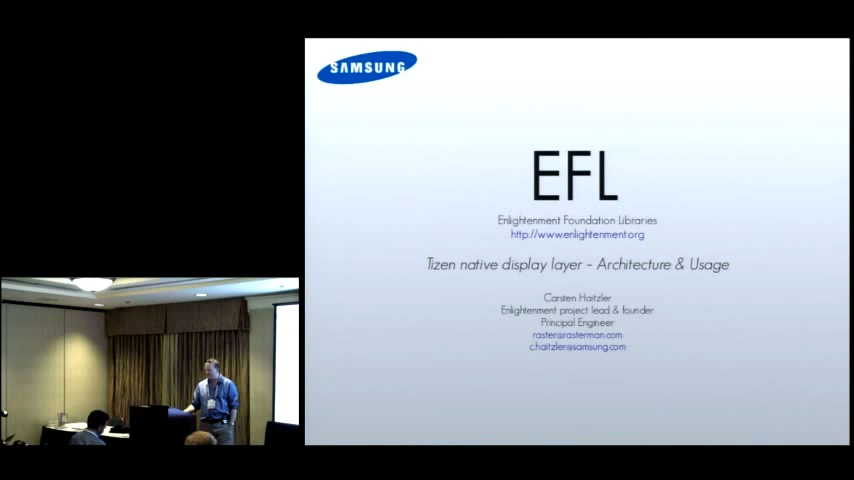 SAMSUNG
EFL
Enlightenment Foundation Libraries
http://www.enlightenment.org
Tizen native display layer – Architecture & Usage
Carsten Haitzler
Enlightenment project lead & founder
Principal Engineer
raster@rasterman.com
c.haitzler@samsung.com